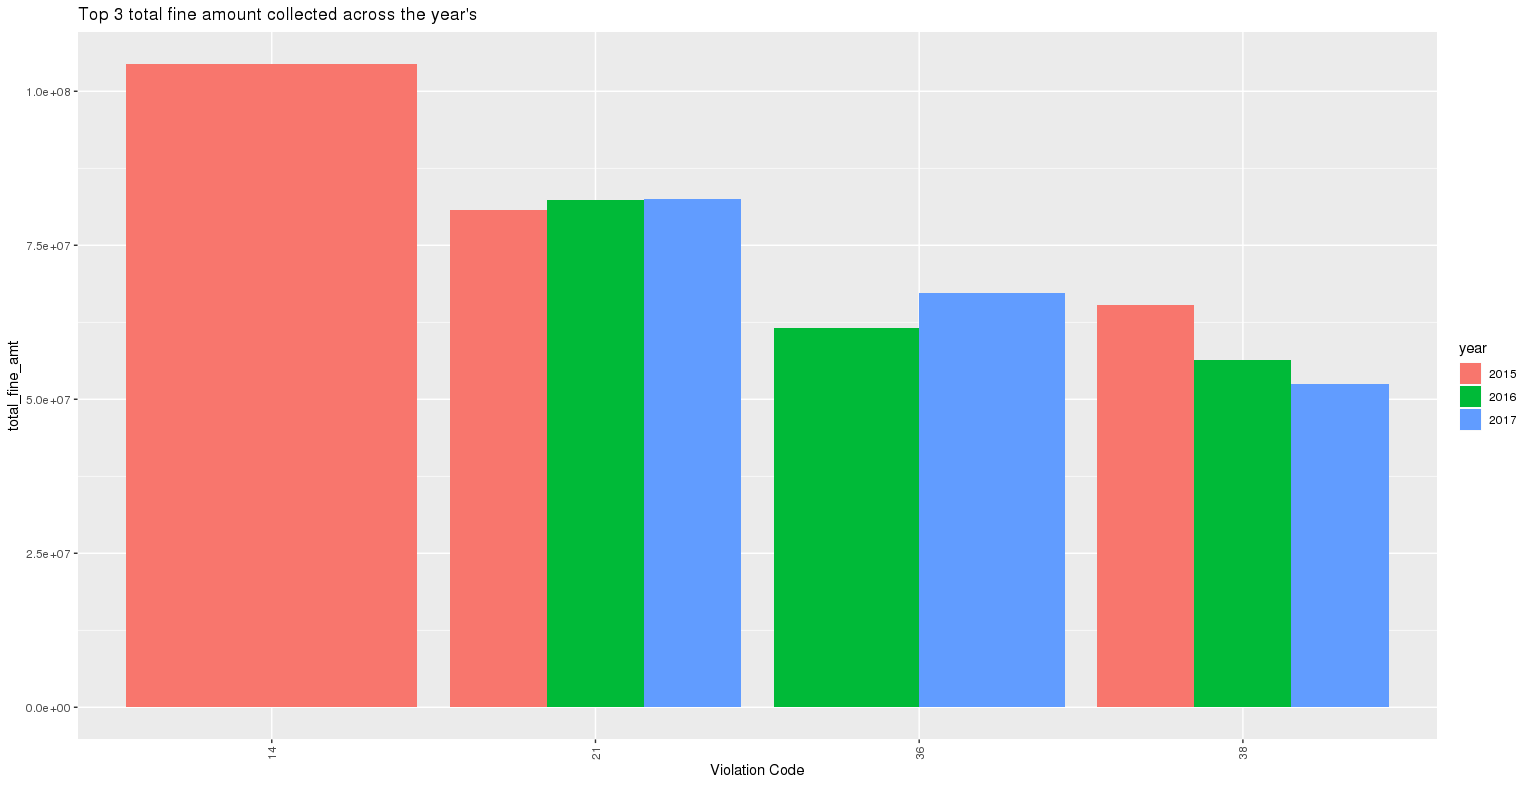 Top 3 total fine amount collected across the year's
total_fine_amt
1.0e+08
7.5e+07
5.0e+07
2.5e+07
0.0e+00
14
21
36
38
Violation Code
year
2015
2016
2017